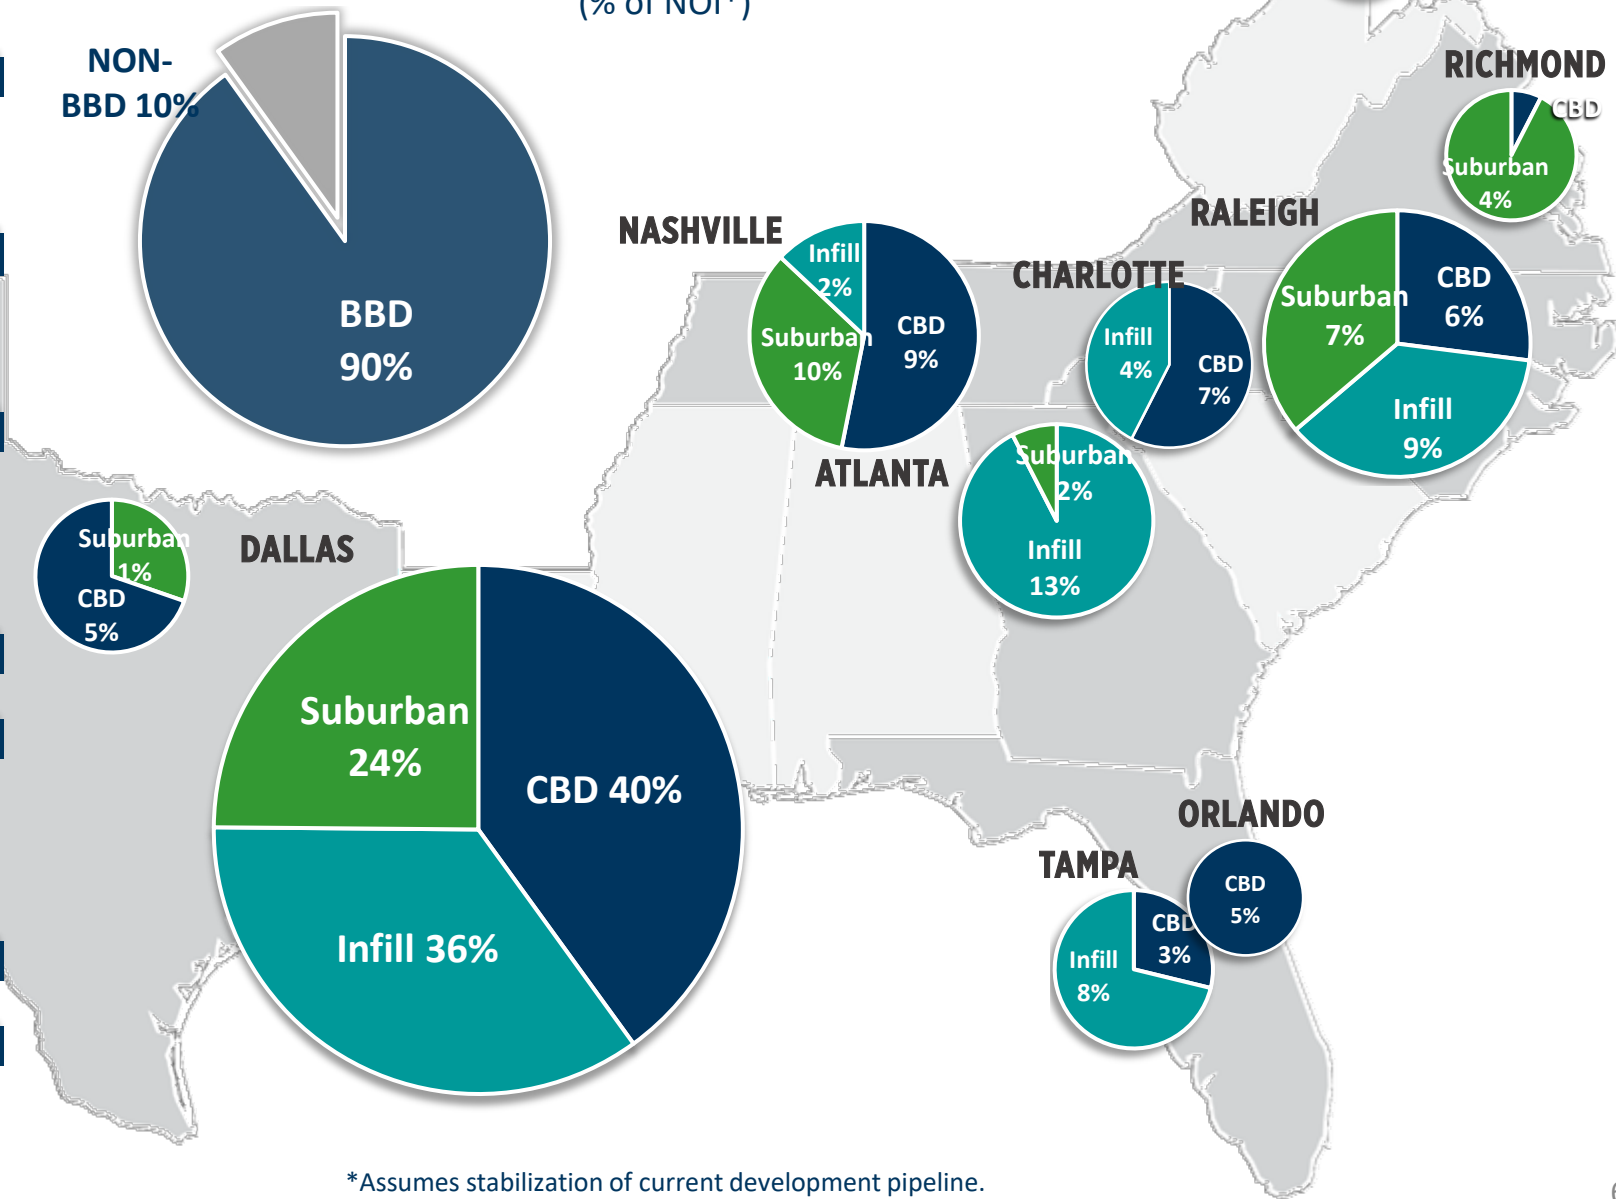 (% of NOI*)
NON-
BBD 10%
BBD
90%
RICHMOND
CBD
Suburban
4%
RALEIGH
CBD
6%
Suburban
7%
Infill
9%
NASHVILLE
Infill
2%
CBD
9%
Suburban
10%
CHARLOTTE
Infill
4%
CBD
7%
ATLANTA
Suburban
2%
Infill
13%
DALLAS
Suburban
1%
CBD
5%
Suburban
24%
CBD 40%
Infill 36%
ORLANDO
CBD
5%
TAMPA
CBD
3%
Infill
8%
*Assumes stabilization of current development pipeline.